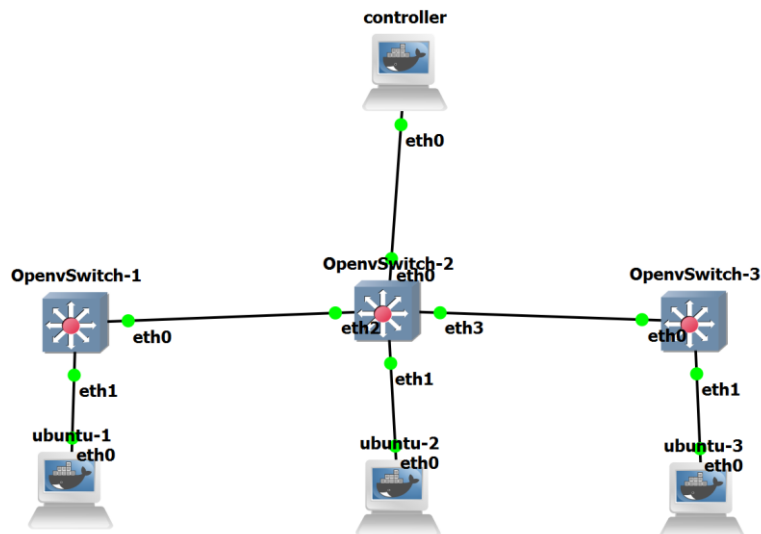 controller
eth0
OpenvSwitch-1
OpenvSwitch-2
eth0
OpenvSwitch-3
eth0
eth2
eth3
eth0
eth1
eth1
eth1
ubuntu-1
eth0
ubuntu-2
eth0
ubuntu-3
eth0